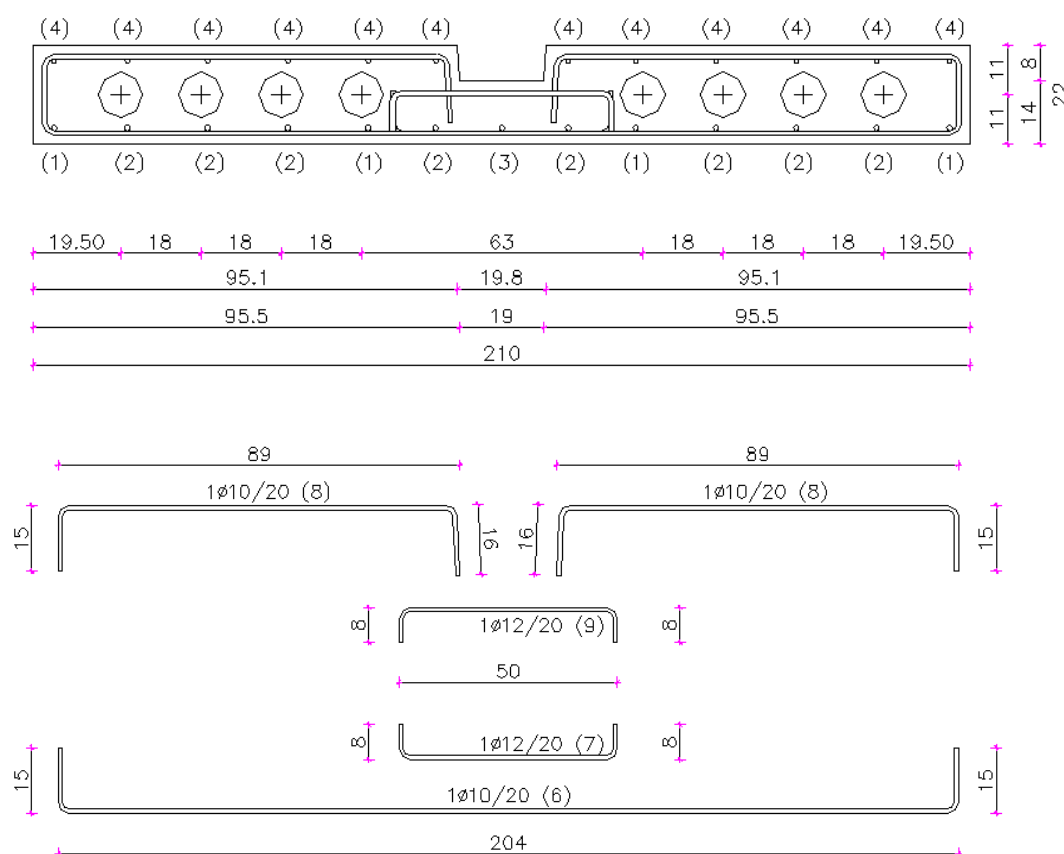 (4) (4) (4) (4) (4) (4) (4) (4) (4) (4) (4) (4)
11 8
22
11 14
(1) (2) (2) (2) (1) (2) (3) (2) (1) (2) (2) (2) (1)
19.50 18 18 18 63 18 18 18 19.50
95.1 19.8 95.1
95.5 19 95.5
210
89 89
1ø10/20 (8) 1ø10/20 (8)
15 16 16 15
8 1ø12/20 (9) 8
50
8 1ø12/20 (7) 8
15 1ø10/20 (6) 15
204